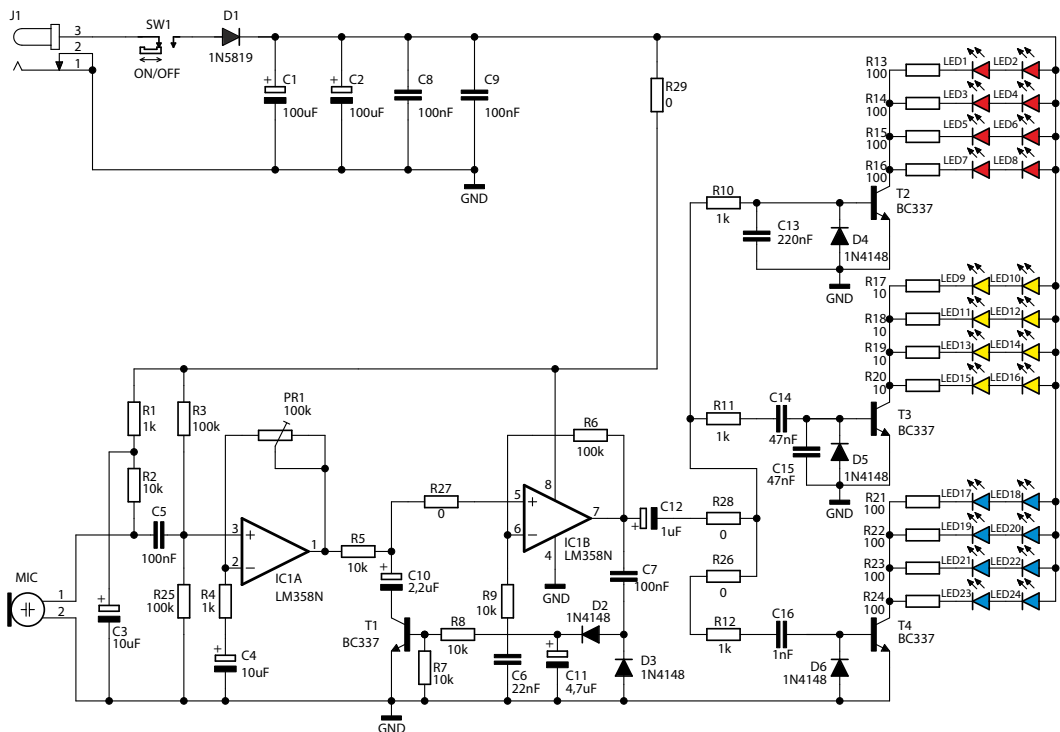 J1
3
2
1
SW1
ON/OFF
D1
1N5819
C1
100uF
C2
100uF
C8
100nF
C9
100nF
GND
R29
0
R13
100
LED1
LED2
R14
100
LED3
LED4
R15
100
LED5
LED6
R16
100
LED7
LED8
R10
1k
C13
220nF
D4
1N4148
T2
BC337
GND
R17
10
LED9
LED10
R18
10
LED11
LED12
R19
10
LED13
LED14
R20
10
LED15
LED16
R11
1k
C14
47nF
C15
47nF
D5
1N4148
T3
BC337
GND
R1
1k
R3
100k
PR1
100k
R2
10k
C5
100nF
3
2
1
+
−
IC1A
LM358N
R5
10k
R27
0
R6
100k
8
5
6
7
4
+
−
IC1B
LM358N
GND
+
C12
1uF
R28
0
R26
0
R21
100
LED17
LED18
R22
100
LED19
LED20
R23
100
LED21
LED22
R24
100
LED23
LED24
MIC
1
2
+
C3
10uF
R25
100k
R4
1k
+
C4
10uF
+
C10
2,2uF
T1
BC337
R8
10k
R7
10k
R9
10k
C6
22nF
+
C11
4,7uF
D2
1N4148
C7
100nF
D3
1N4148
R12
1k
C16
1nF
D6
1N4148
T4
BC337
GND